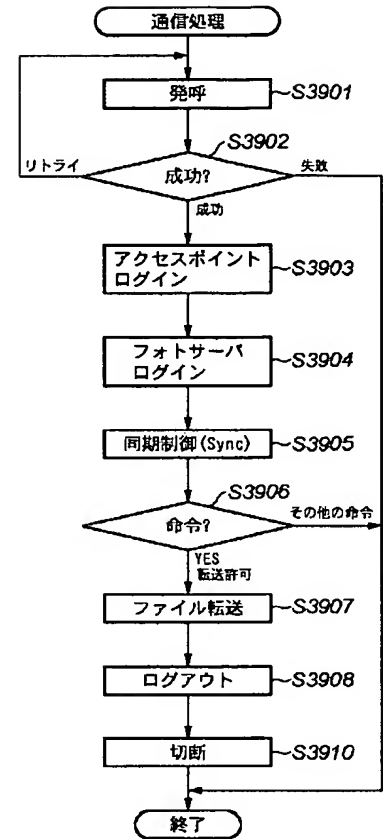 通信処理
発呼
S3901
S3902
リトライ
成功?
失敗
成功
アクセスポイント
ログイン
S3903
フォトサーバ
ログイン
S3904
同期制御(Sync)
S3905
S3906
命令?
その他の命令
YES
転送許可
ファイル転送
S3907
ログアウト
S3908
切断
S3910
終了